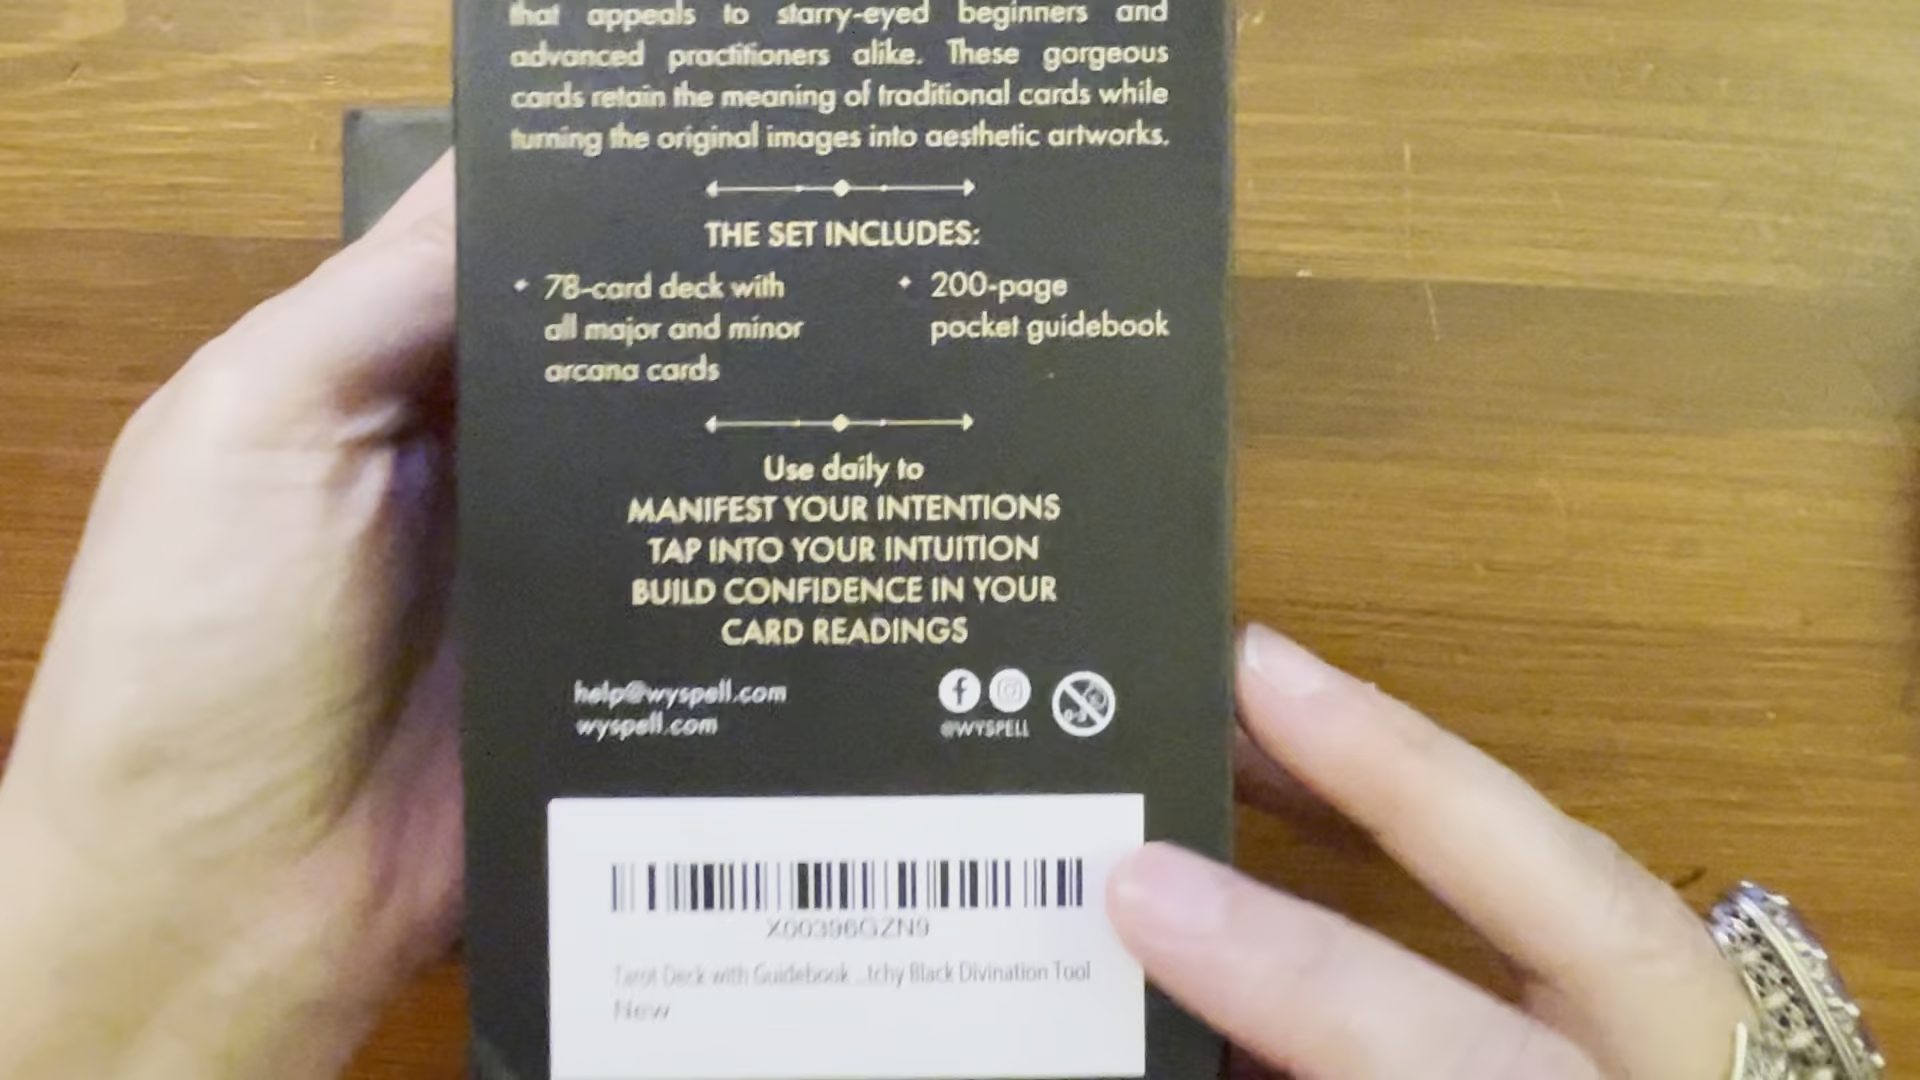 that appeals to starry-eyed beginners and
advanced practitioners alike. These gorgeous
cards retain the meaning of traditional cards while
turning the original images into aesthetic artworks.
THE SET INCLUDES:
78-card deck with
all major and minor
arcana cards
200-page
pocket guidebook
Use daily to
MANIFEST YOUR INTENTIONS
TAP INTO YOUR INTUITION
BUILD CONFIDENCE IN YOUR
CARD READINGS
help@wyspell.com
wyspell.com
@WYSPELL
0-3
X00396GZN9
Tarot Deck with Guidebook ...tchy Black Divination Tool
New